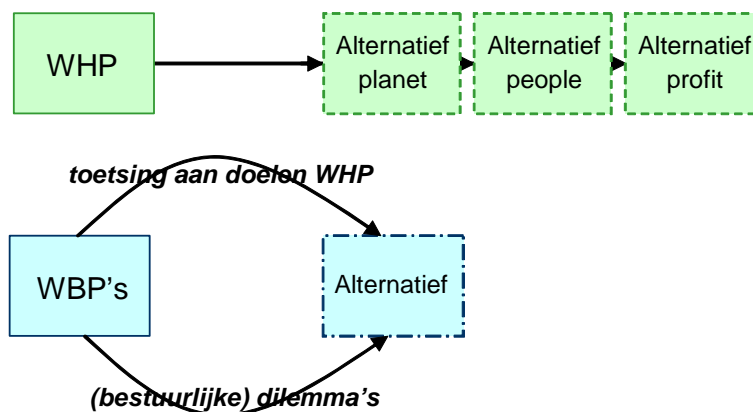 WHP
Alternatief
planet
Alternatief
people
Alternatief
profit
toetsing aan doelen WHP
WBP’s
Alternatief
(bestuurlijke) dilemma’s